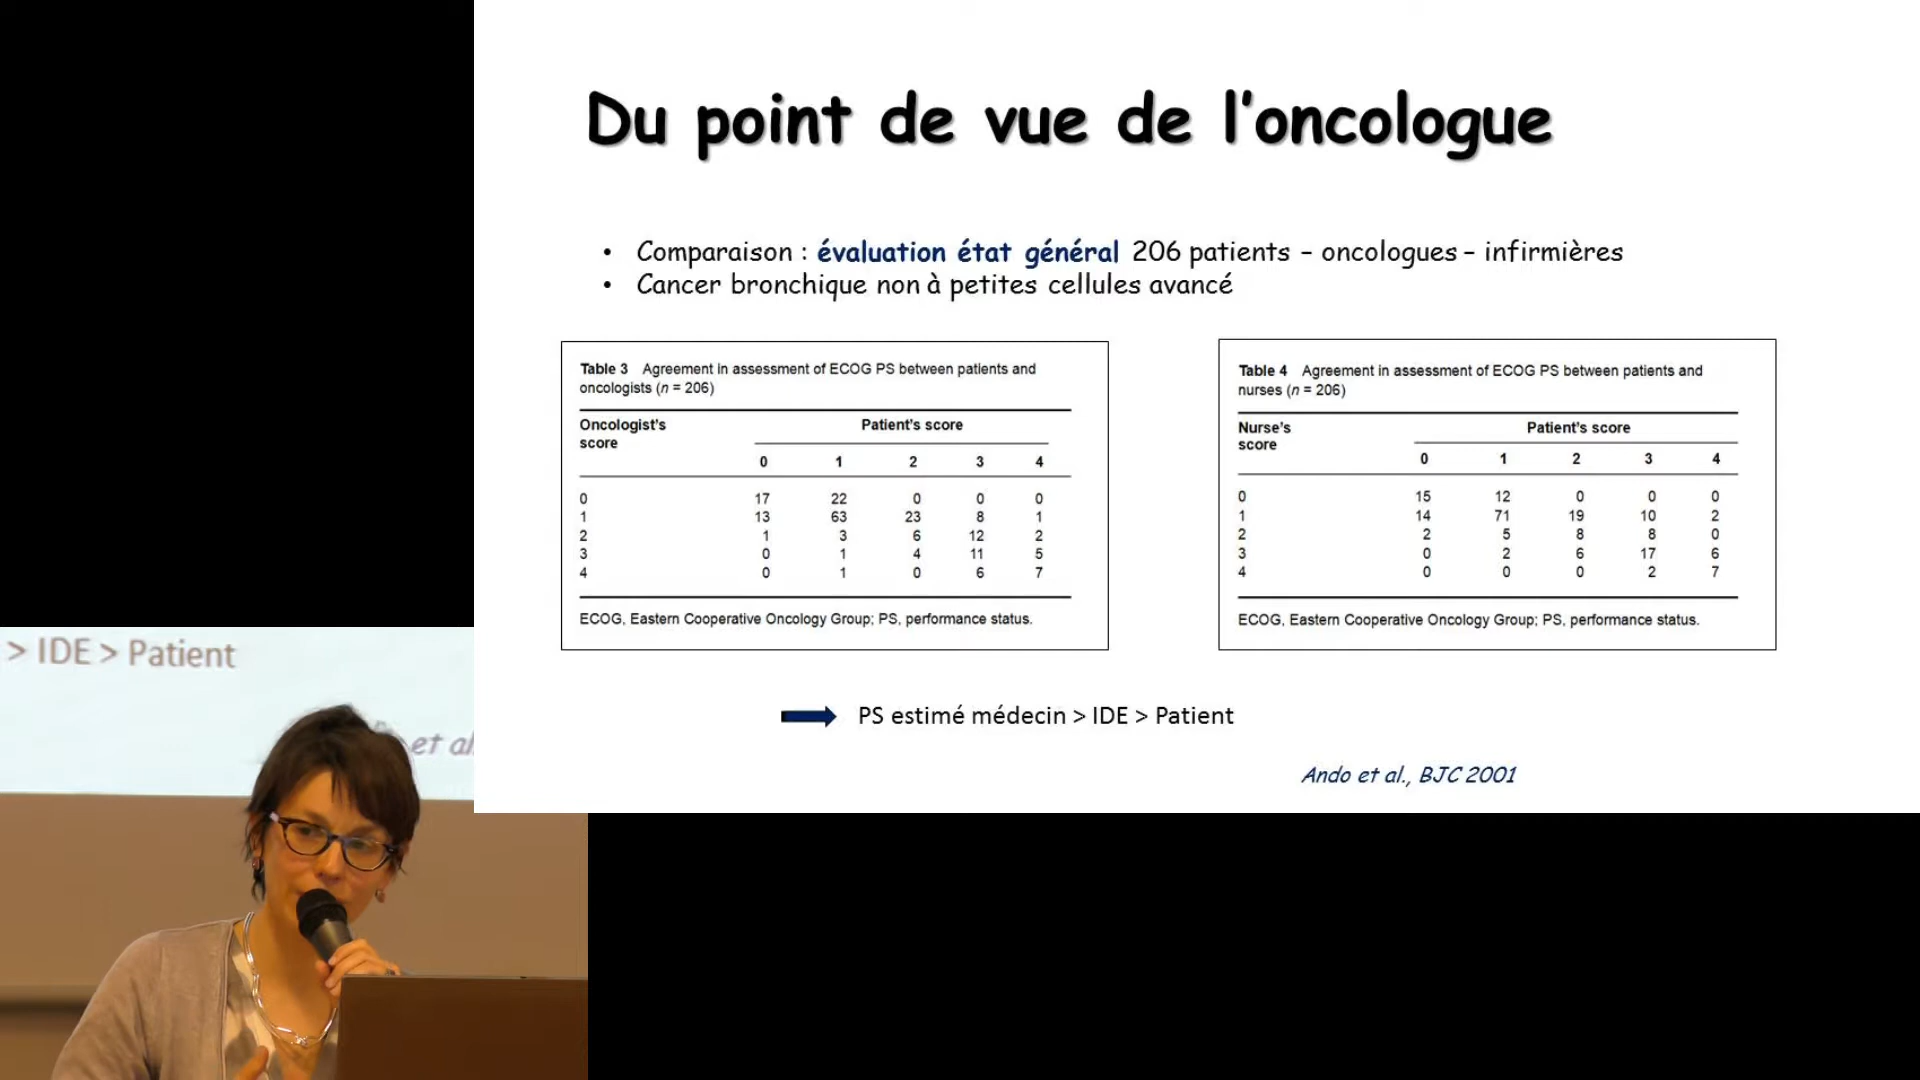 Du point de vue de l'oncologue
• Comparaison : évaluation état général 206 patients – oncologues – infirmières
• Cancer bronchique non à petites cellules avancé
Table 3 Agreement in assessment of ECOG PS between patients and
oncologists (n = 206)
Oncologist's Patient's score
score
0 1 2 3 4
0 17 22 0 0 0
1 13 63 23 8 1
2 1 3 6 12 2
3 0 1 4 11 5
4 0 1 0 6 7
ECOG, Eastern Cooperative Oncology Group; PS, performance status.
Table 4 Agreement in assessment of ECOG PS between patients and
nurses (n = 206)
Nurse's Patient's score
score
0 1 2 3 4
0 15 12 0 0 0
1 14 71 19 10 2
2 2 5 8 8 0
3 0 2 6 17 6
4 0 0 0 2 7
ECOG, Eastern Cooperative Oncology Group; PS, performance status.
PS estimé médecin > IDE > Patient
Ando et al., BJC 2001
> IDE > Patient
et al